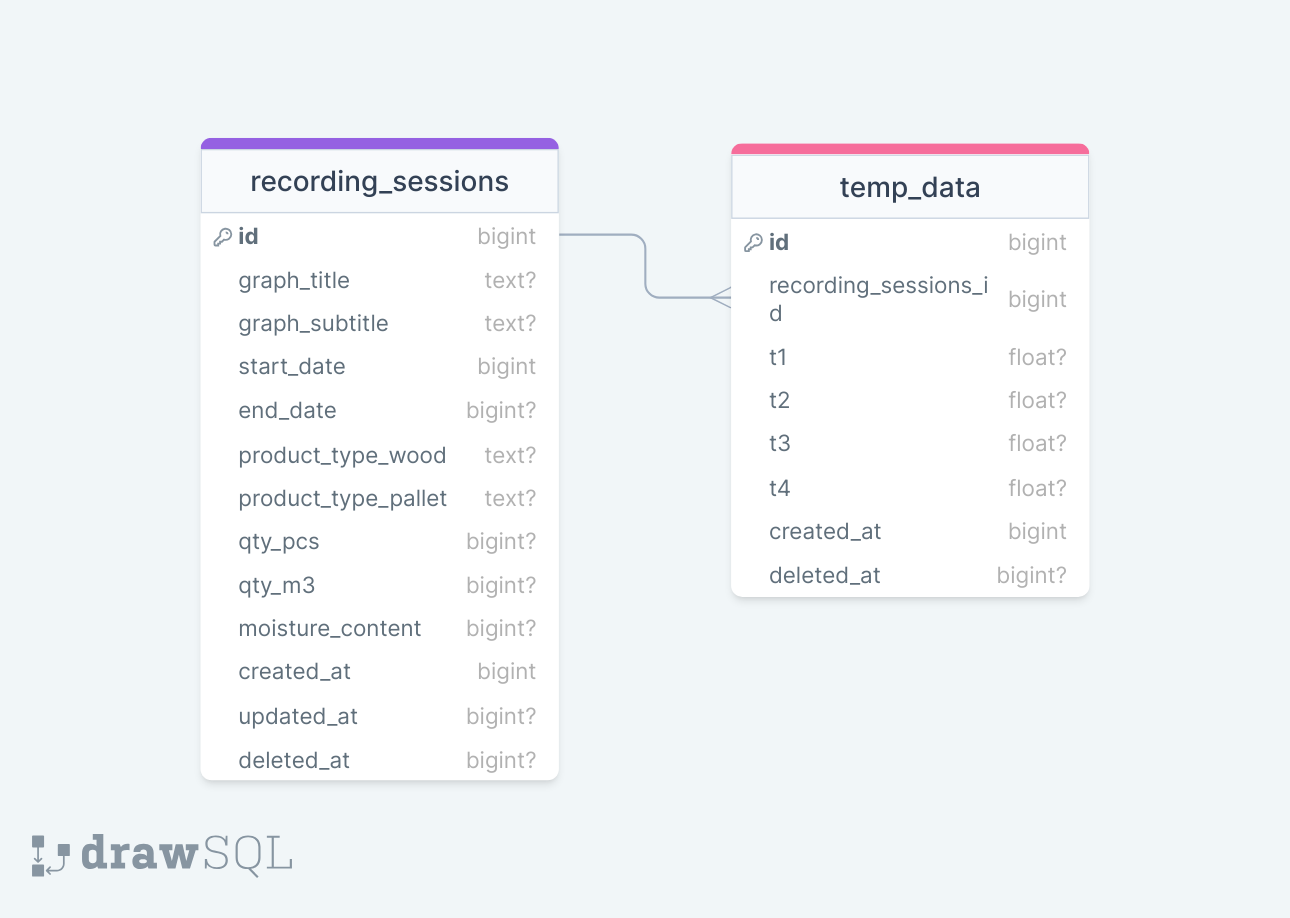 recording_sessions
id bigint
graph_title text?
graph_subtitle text?
start_date bigint
end_date bigint?
product_type_wood text?
product_type_pallet text?
qty_pcs bigint?
qty_m3 bigint?
moisture_content bigint?
created_at bigint
updated_at bigint?
deleted_at bigint?
temp_data
id bigint
recording_sessions_i
d bigint
t1 float?
t2 float?
t3 float?
t4 float?
created_at bigint
deleted_at bigint?
drawSQL